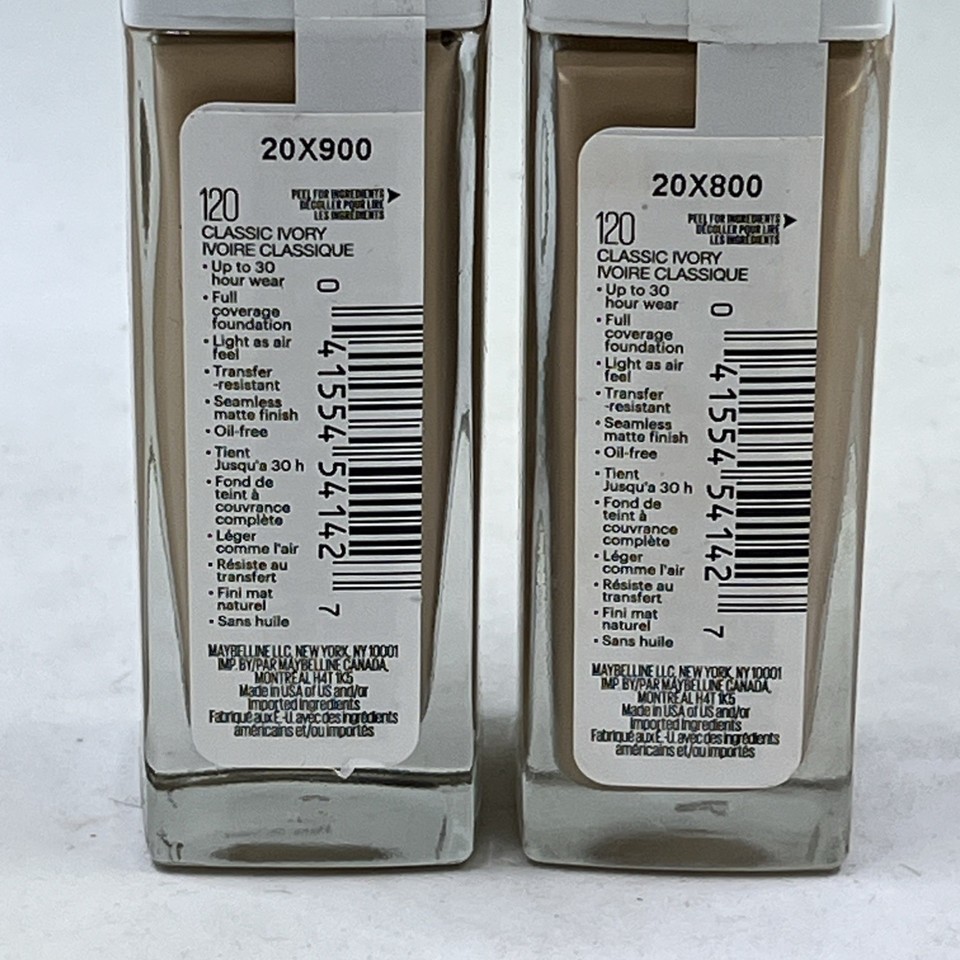 20X900
120
PEEL FOR INGREDIENTS
DÉCOLLER POUR LIRE
LES INGRÉDIENTS
CLASSIC IVORY
IVOIRE CLASSIQUE
• Up to 30
hour wear
• Full
coverage
foundation
• Light as air
feel
• Transfer
-resistant
• Seamless
matte finish
• Oil-free
• Tient
Jusqu'a 30 h
• Fond de
teint à
couvrance
complète
• Léger
comme l'air
• Résiste au
transfert
• Fini mat
naturel
• Sans huile
0 41554 54142 7
MAYBELLINE LLC, NEW YORK, NY 10001
IMP. BY/PAR MAYBELLINE CANADA,
MONTRÉAL H4T 1K5
Made in USA of US and/or
Imported Ingredients
Fabriqué aux É.-U. avec des ingrédients
américains et/ou importés
20X800
120
PEEL FOR INGREDIENTS
DÉCOLLER POUR LIRE
LES INGRÉDIENTS
CLASSIC IVORY
IVOIRE CLASSIQUE
• Up to 30
hour wear
• Full
coverage
foundation
• Light as air
feel
• Transfer
-resistant
• Seamless
matte finish
• Oil-free
• Tient
Jusqu'a 30 h
• Fond de
teint à
couvrance
complète
• Léger
comme l'air
• Résiste au
transfert
• Fini mat
naturel
• Sans huile
0 41554 54142 7
MAYBELLINE LLC, NEW YORK, NY 10001
IMP. BY/PAR MAYBELLINE CANADA,
MONTRÉAL H4T 1K5
Made in USA of US and/or
Imported Ingredients
Fabriqué aux É.-U. avec des ingrédients
américains et/ou importés